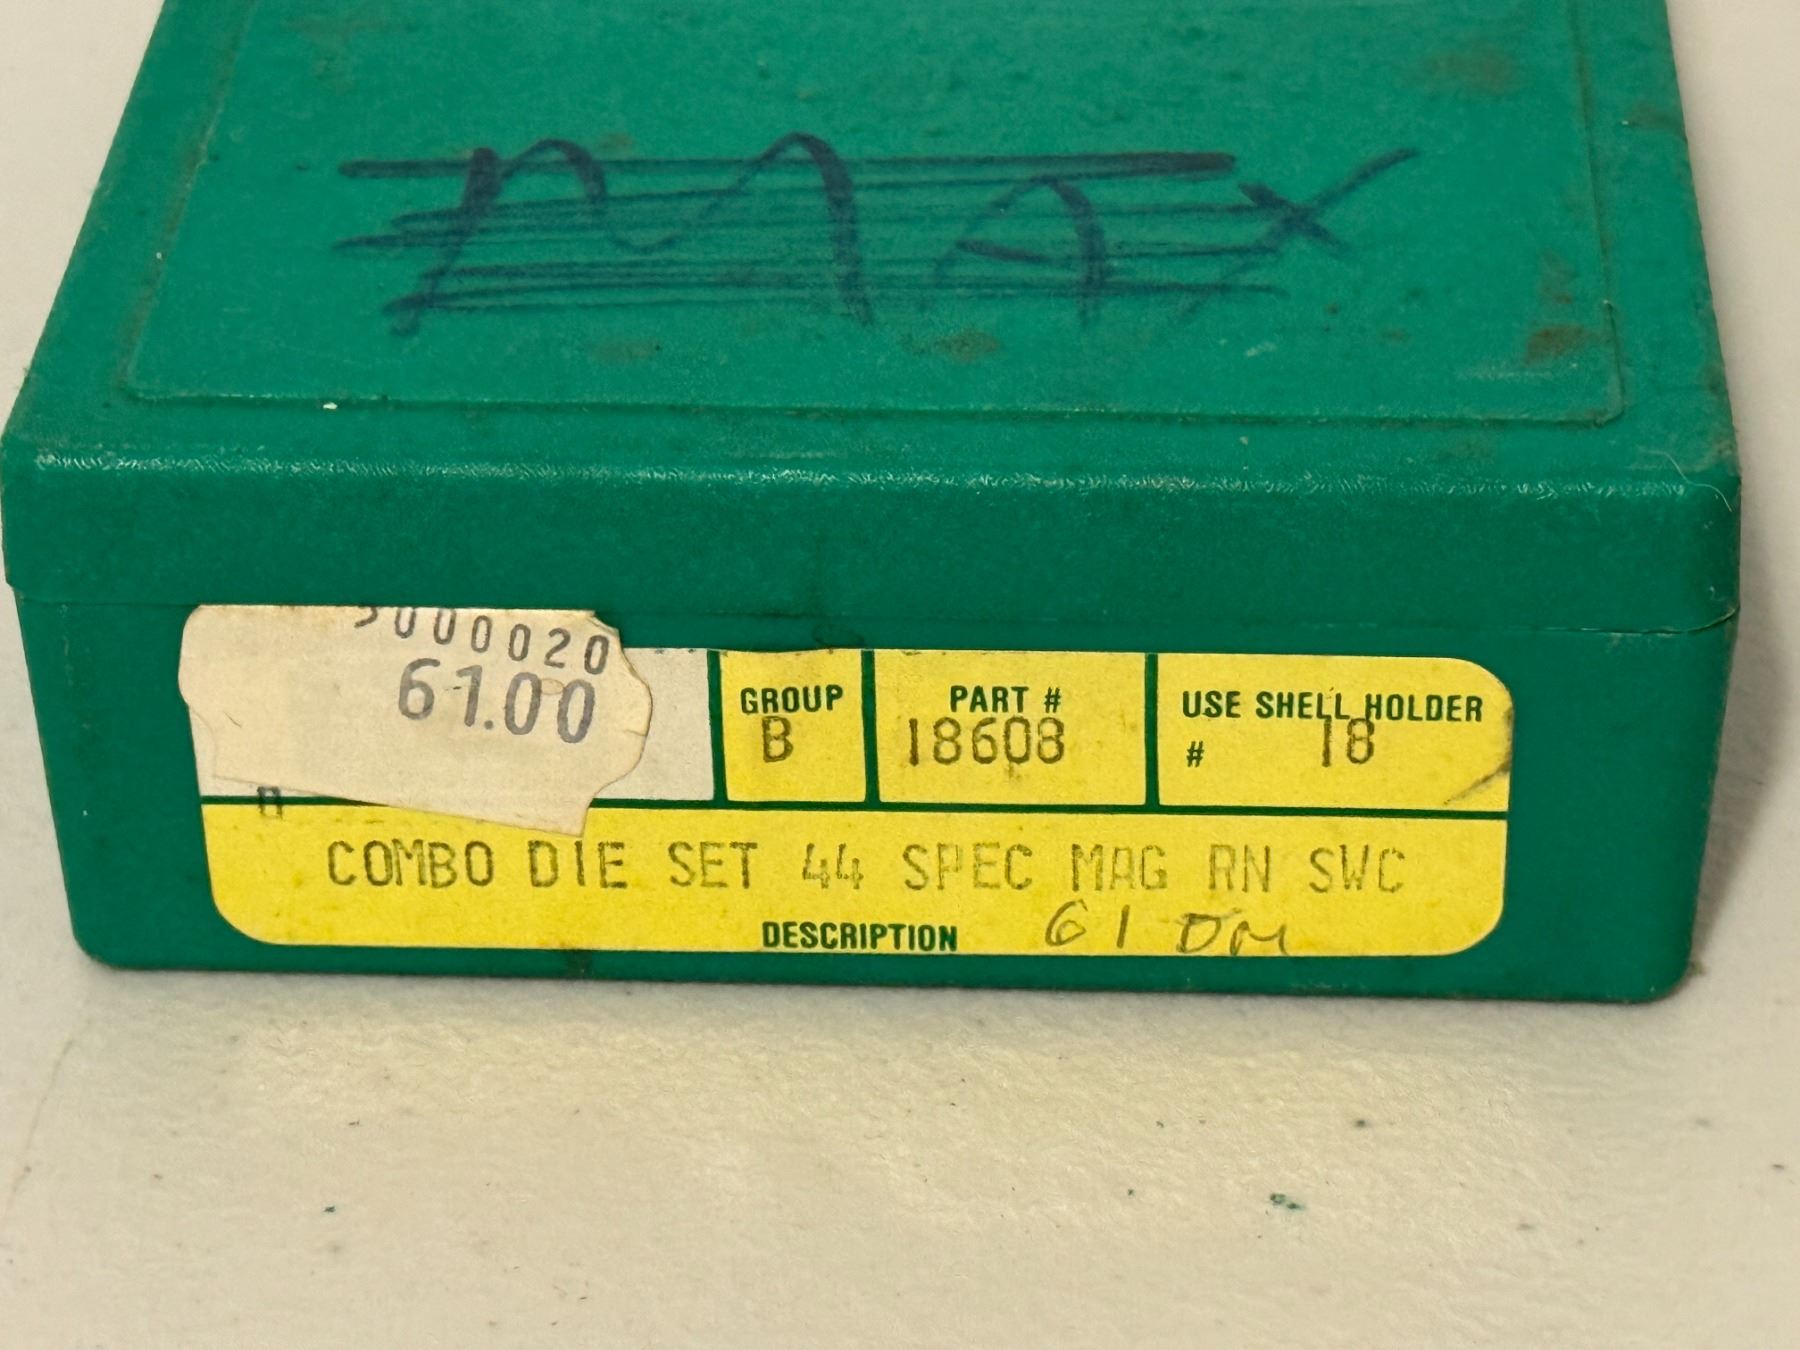 MAX
5000020
61.00
GROUP
B
PART #
18608
USE SHELL HOLDER
# 18
COMBO DIE SET 44 SPEC MAG RN SWC
DESCRIPTION 61 DM